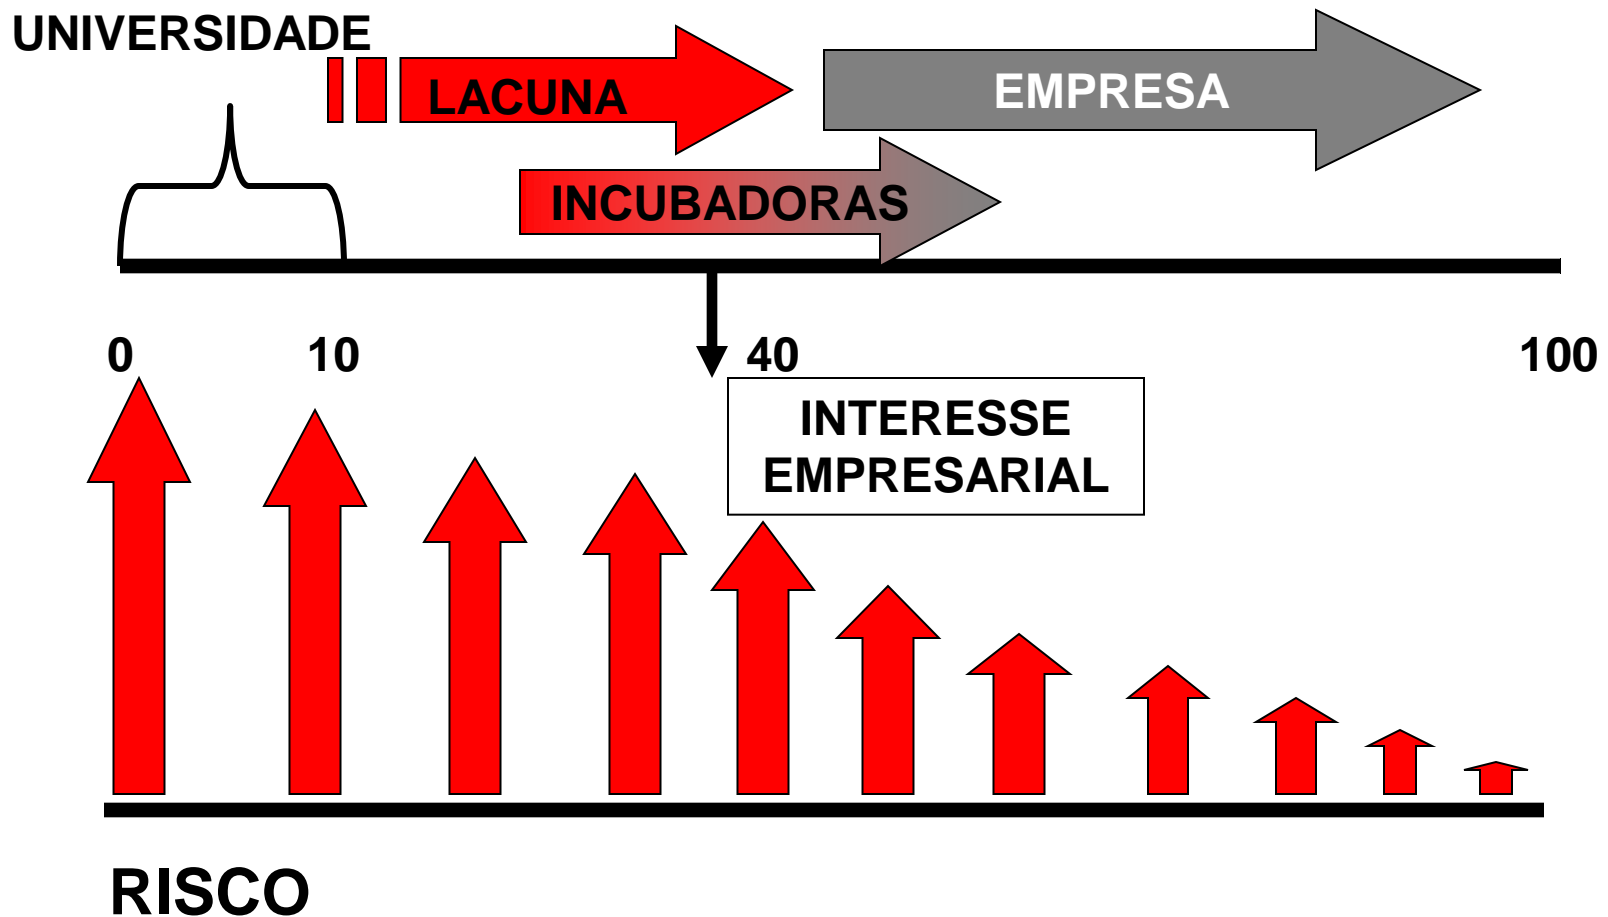 UNIVERSIDADE
LACUNA
EMPRESA
INCUBADORAS
0 10 40 100
INTERESSE
EMPRESARIAL
RISCO